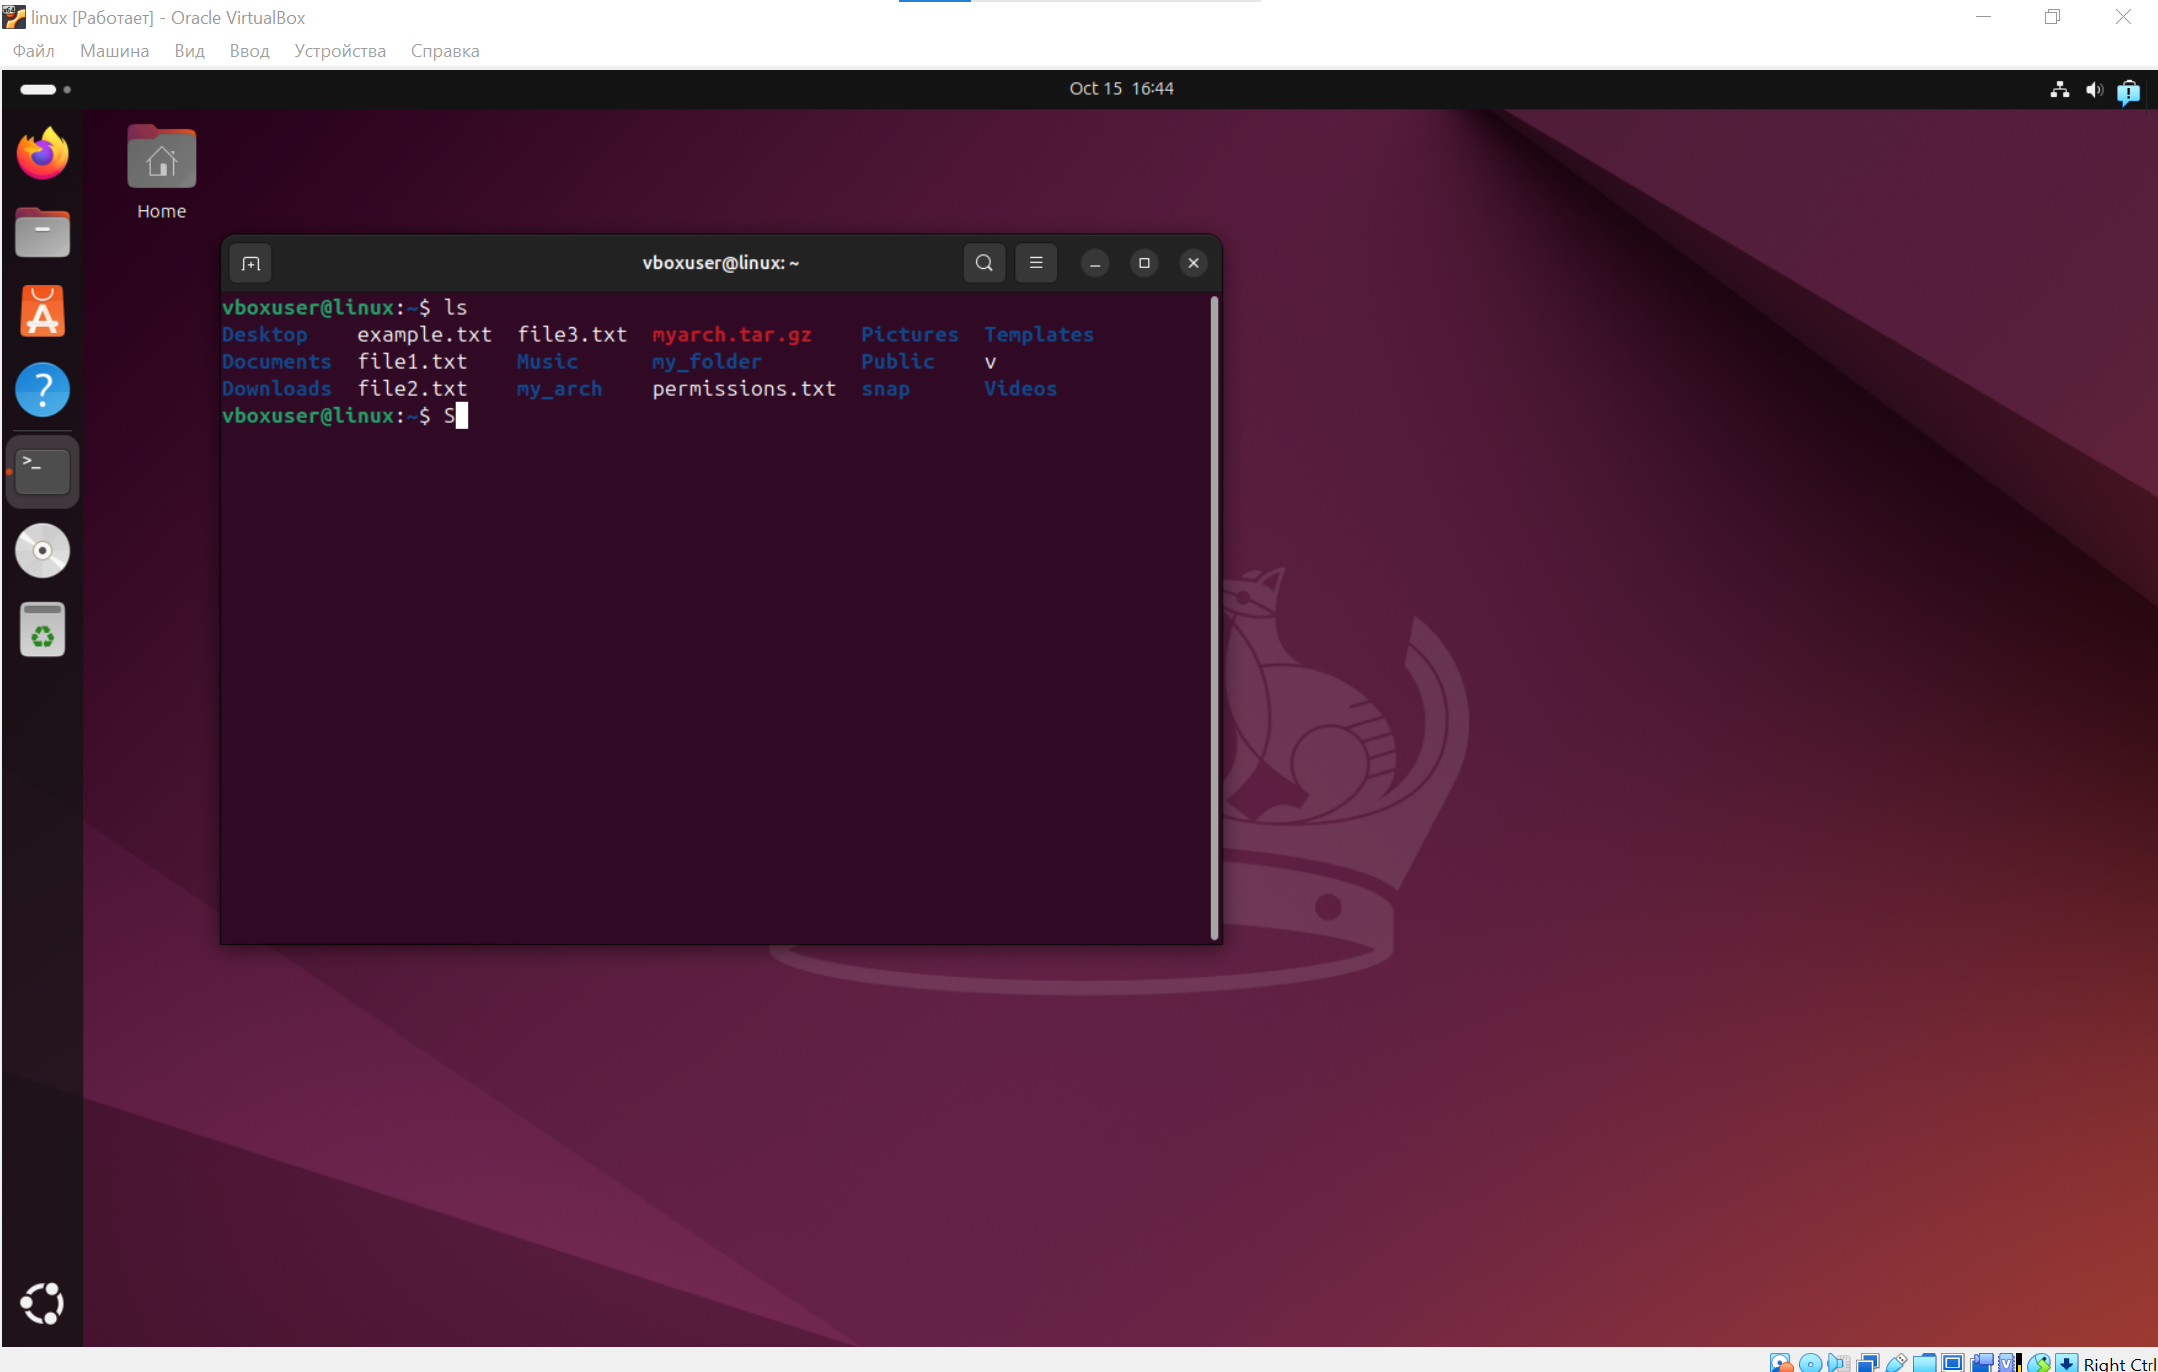 linux [Работает] - Oracle VirtualBox
Файл Машина Вид Ввод Устройства Справка
Oct 15 16:44
Home
vboxuser@linux: ~
vboxuser@linux:~$ ls
Desktop example.txt file3.txt myarch.tar.gz Pictures Templates
Documents file1.txt Music my_folder Public v
Downloads file2.txt my_arch permissions.txt snap Videos
vboxuser@linux:~$ S
Right Ctrl